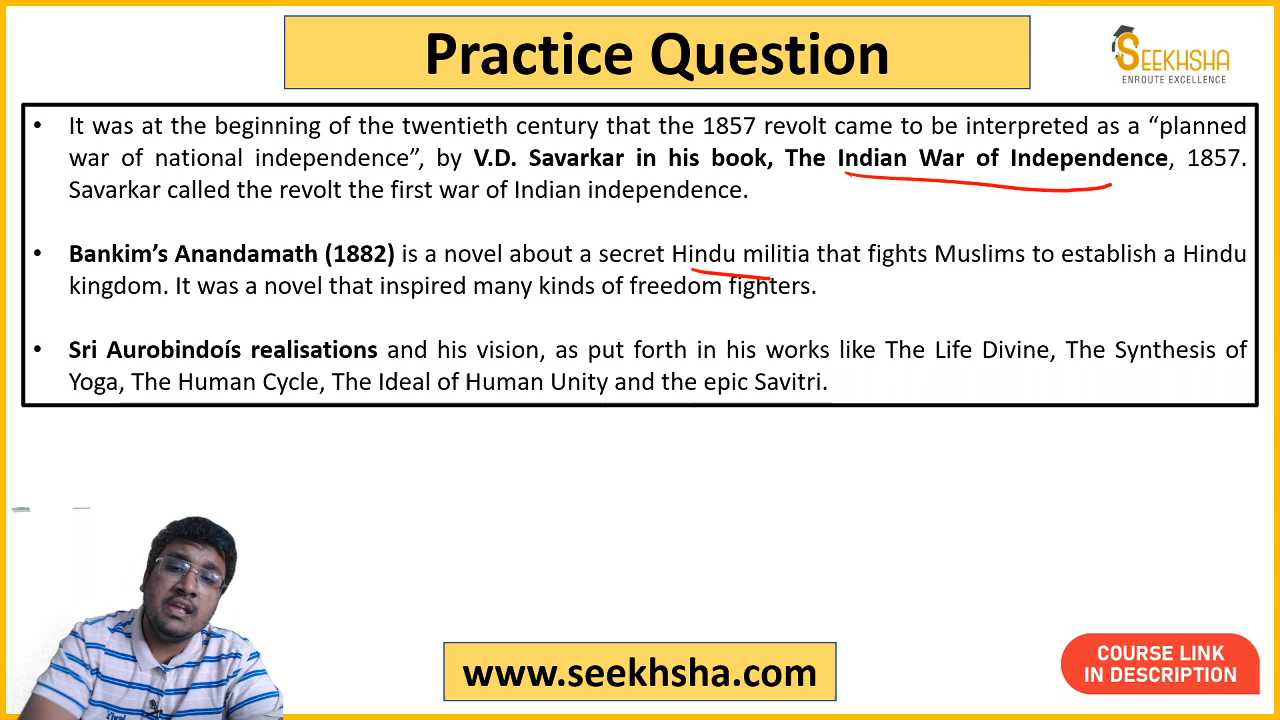 Practice Question
SEEKHSHA
ENROUTE EXCELLENCE
• It was at the beginning of the twentieth century that the 1857 revolt came to be interpreted as a “planned
war of national independence”, by V.D. Savarkar in his book, The Indian War of Independence, 1857.
Savarkar called the revolt the first war of Indian independence.
• Bankim’s Anandamath (1882) is a novel about a secret Hindu militia that fights Muslims to establish a Hindu
kingdom. It was a novel that inspired many kinds of freedom fighters.
• Sri Aurobindoís realisations and his vision, as put forth in his works like The Life Divine, The Synthesis of
Yoga, The Human Cycle, The Ideal of Human Unity and the epic Savitri.
www.seekhsha.com
COURSE LINK
IN DESCRIPTION